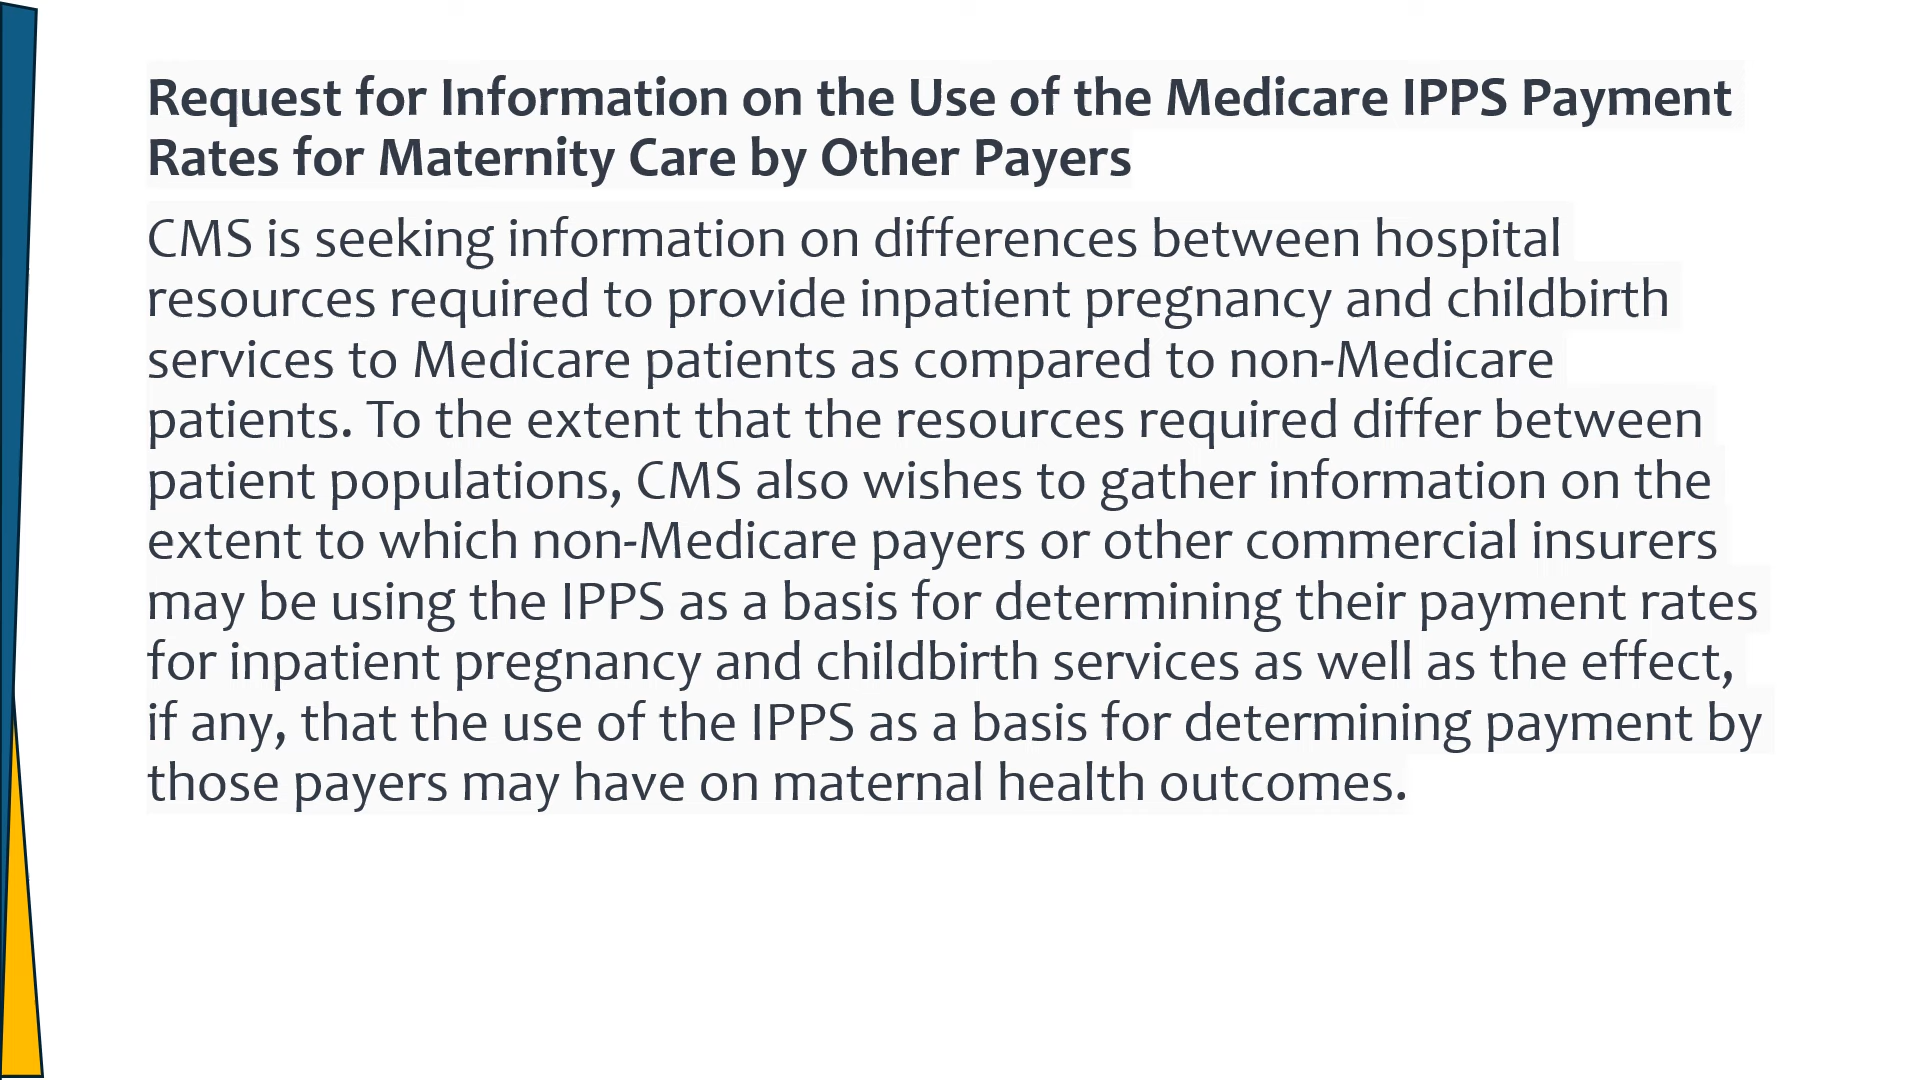 Request for Information on the Use of the Medicare IPPS Payment
Rates for Maternity Care by Other Payers
CMS is seeking information on differences between hospital
resources required to provide inpatient pregnancy and childbirth
services to Medicare patients as compared to non-Medicare
patients. To the extent that the resources required differ between
patient populations, CMS also wishes to gather information on the
extent to which non-Medicare payers or other commercial insurers
may be using the IPPS as a basis for determining their payment rates
for inpatient pregnancy and childbirth services as well as the effect,
if any, that the use of the IPPS as a basis for determining payment by
those payers may have on maternal health outcomes.